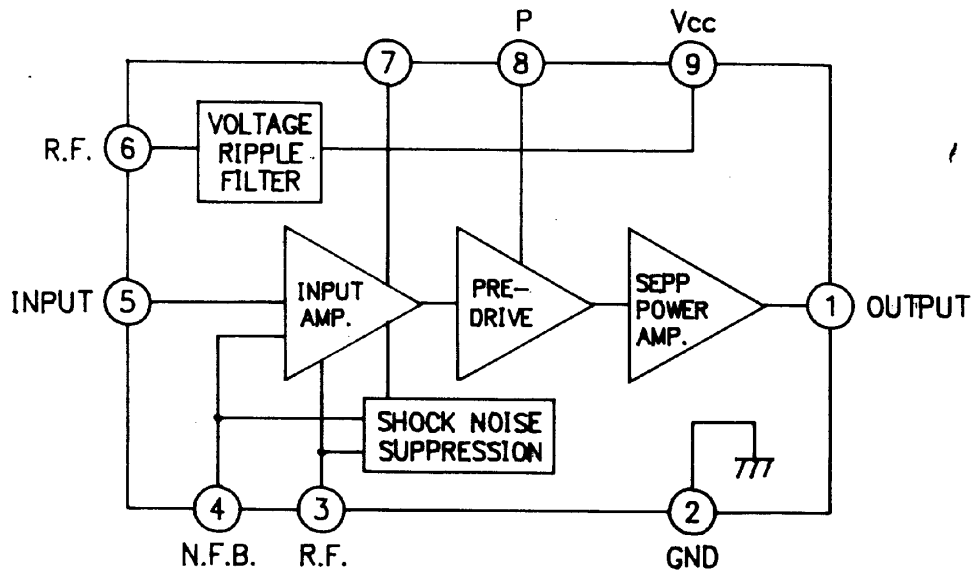 P
Vcc
7
8
9
R.F.
6
VOLTAGE
RIPPLE
FILTER
INPUT
5
INPUT
AMP.
PRE-
DRIVE
SEPP
POWER
AMP.
1
OUTPUT
SHOCK NOISE
SUPPRESSION
4
3
2
N.F.B.
R.F.
GND